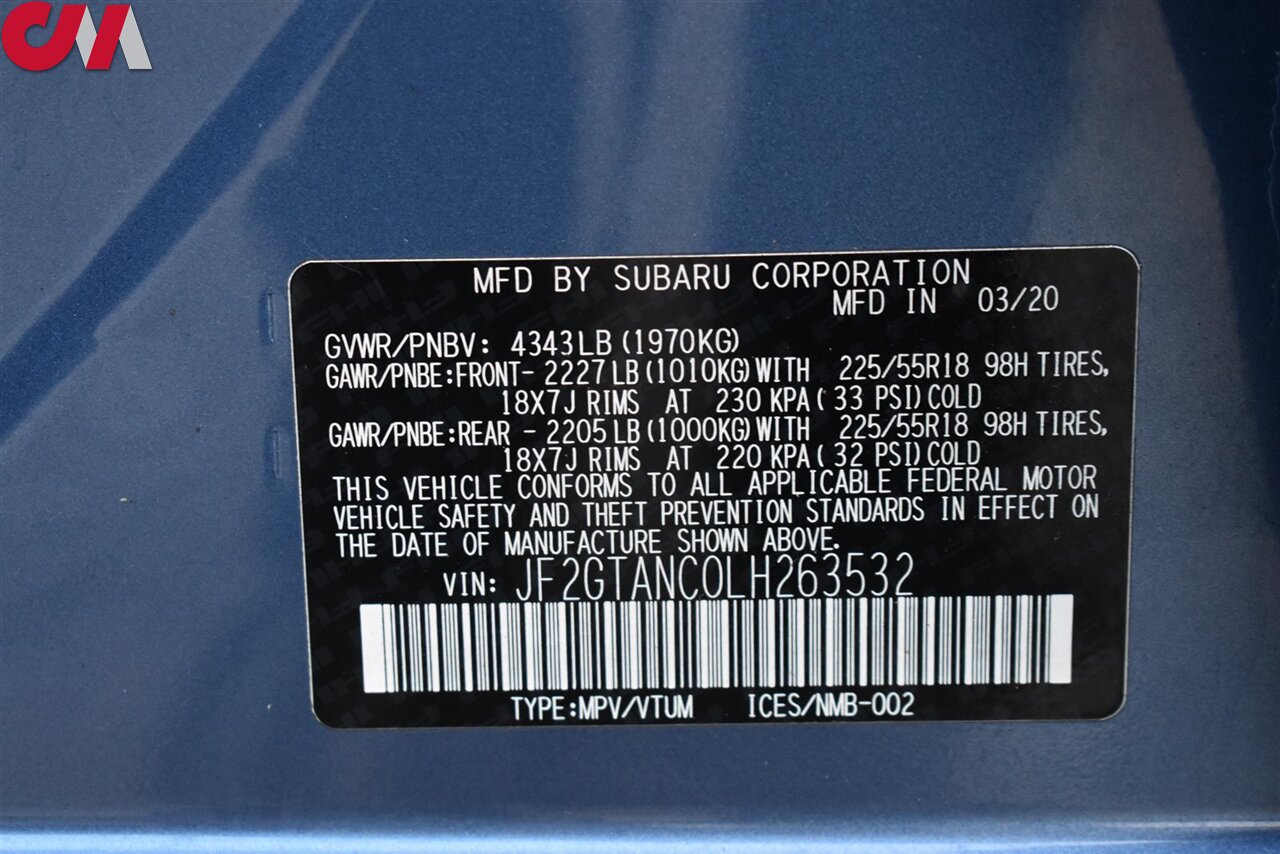 CM
MFD BY SUBARU CORPORATION
MFD IN 03/20
GVWR/PNBV: 4343LB (1970KG)
GAWR/PNBE:FRONT- 2227LB (1010KG) WITH 225/55R18 98H TIRES,
18X7J RIMS AT 230 KPA( 33 PSI) COLD
GAWR/PNBE:REAR - 2205LB (1000KG) WITH 225/55R18 98H TIRES,
18X7J RIMS AT 220 KPA( 32 PSI) COLD
THIS VEHICLE CONFORMS TO ALL APPLICABLE FEDERAL MOTOR
VEHICLE SAFETY AND THEFT PREVENTION STANDARDS IN EFFECT ON
THE DATE OF MANUFACTURE SHOWN ABOVE.
VIN: JF2GTANC0LH263532
TYPE:MPV/VTUM ICES/NMB-002